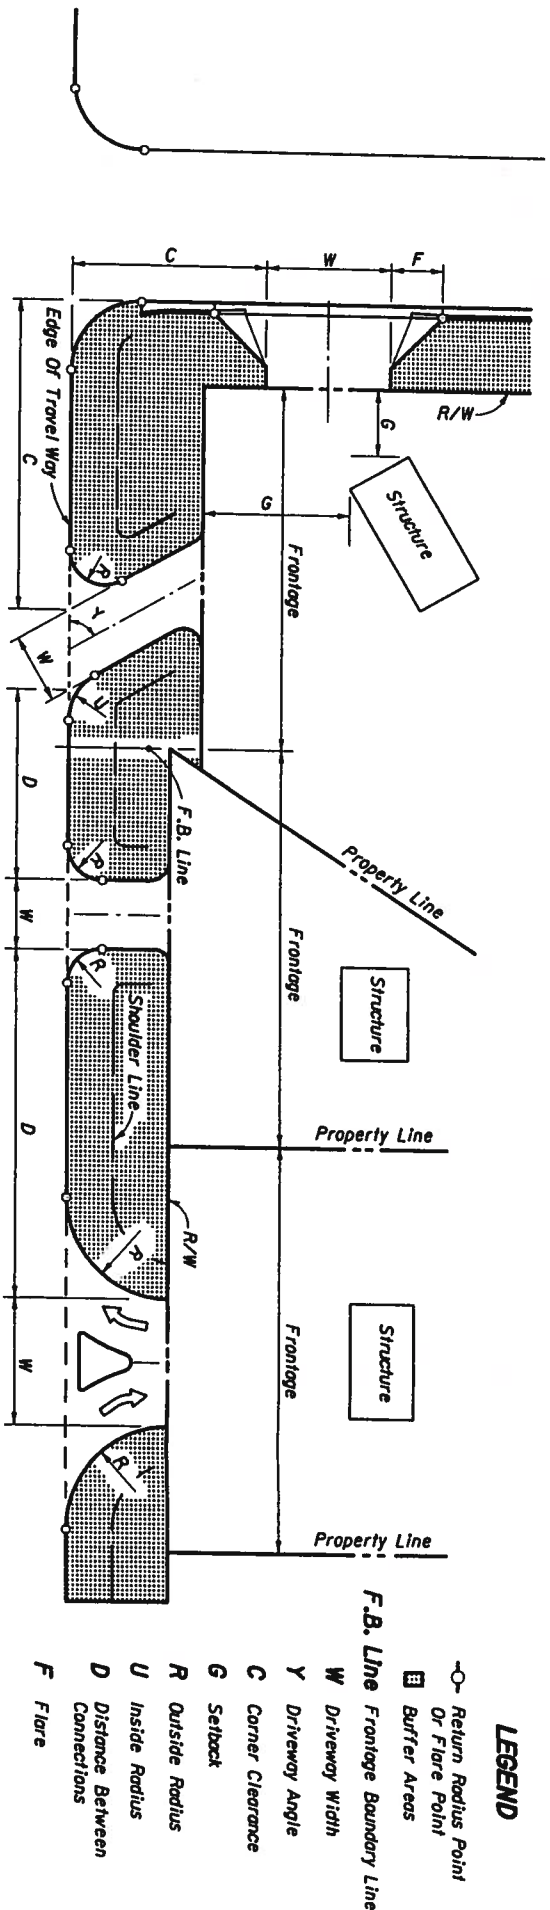 C
W
F
Edge Of Travel Way
C
R/W
G
G
Structure
Frontage
R
Y
W
U
D
R
F.B. Line
Property Line
W
Frontage
R
Structure
Shoulder Line
D
Property Line
R
R/W
W
Frontage
Structure
R
Property Line
LEGEND
Return Radius Point
Or Flare Point
Buffer Areas
F.B. Line Frontage Boundary Line
W Driveway Width
Y Driveway Angle
C Corner Clearance
G Setback
R Outside Radius
U Inside Radius
D Distance Between
Connections
F Flare